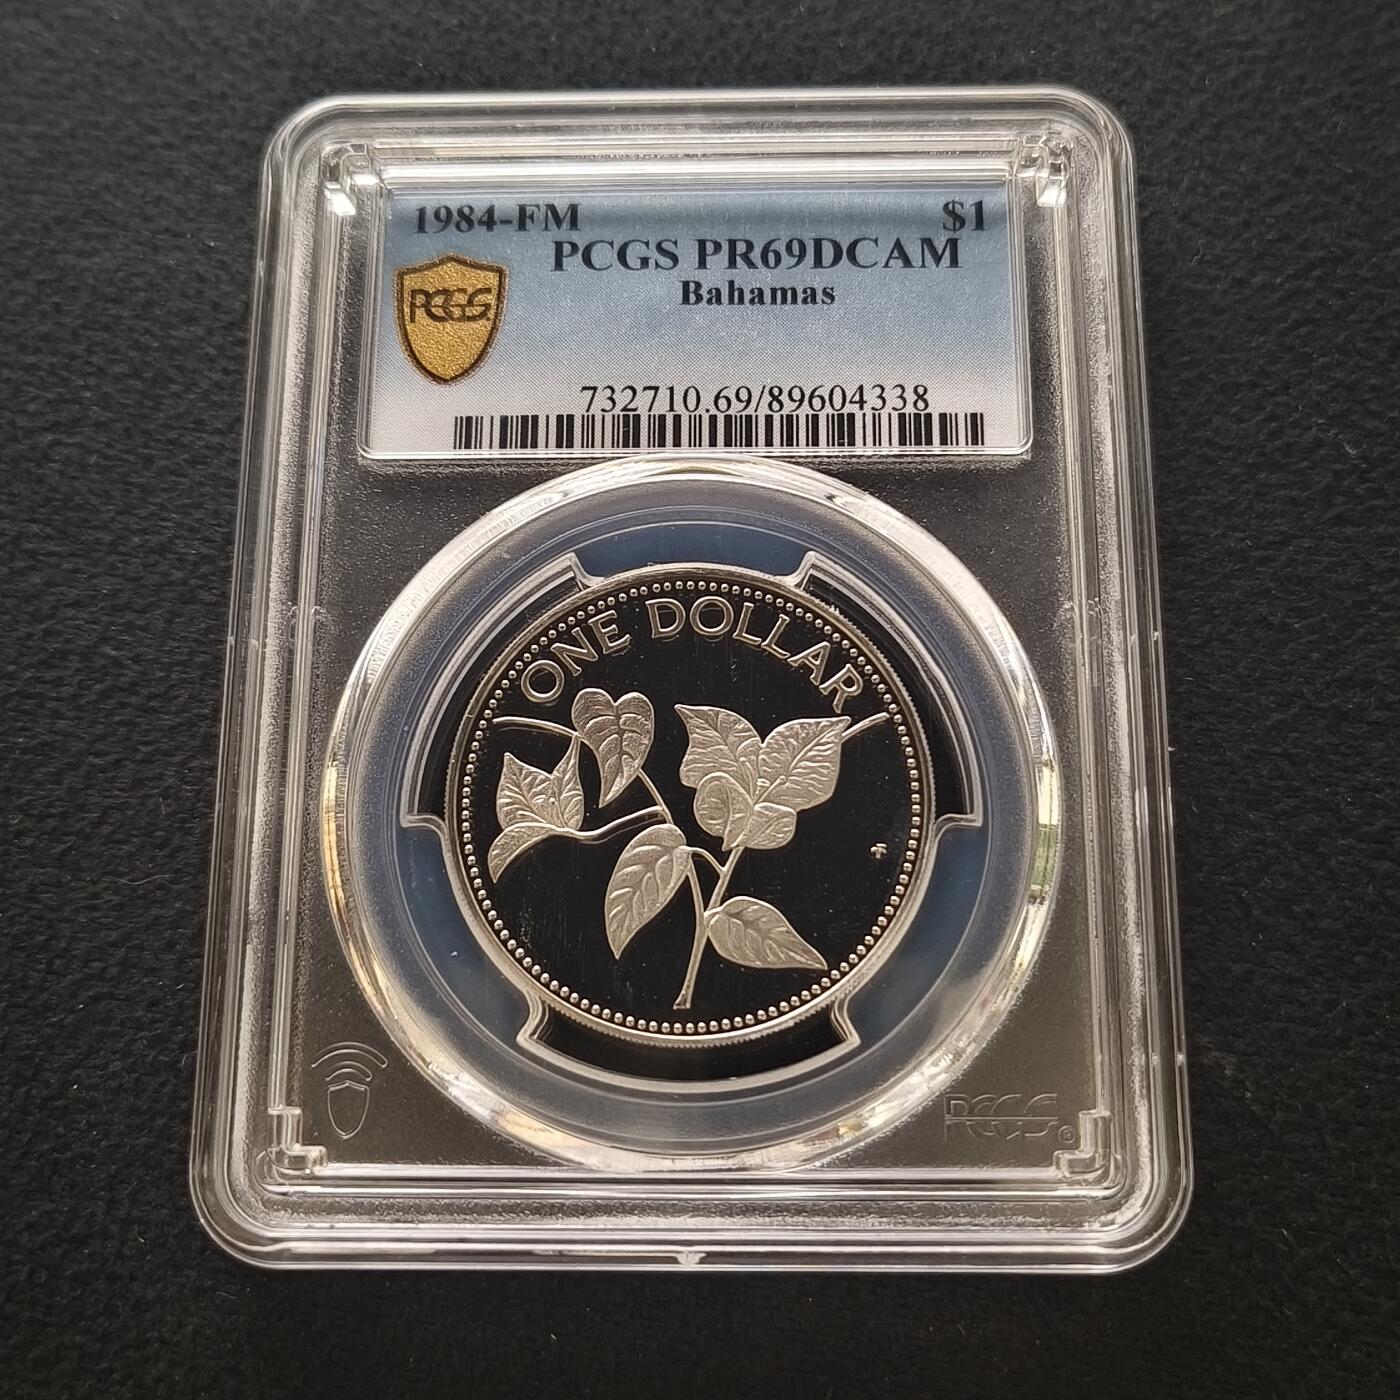 1984-FM $1
PCGS PR69DCAM
Bahamas
PCGS
732710.69/89604338
ONE DOLLAR
PCGS